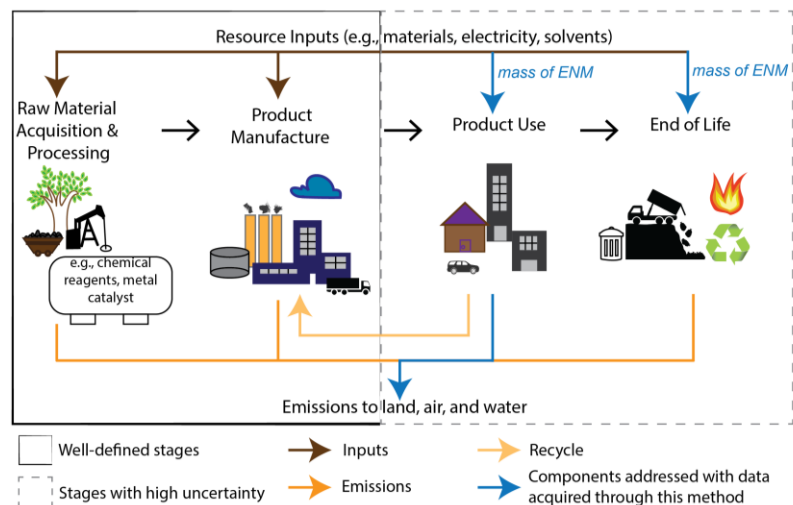 Resource Inputs (e.g., materials, electricity, solvents)
mass of ENM
mass of ENM
Raw Material
Acquisition &
Processing
Product
Manufacture
Product Use
End of Life
e.g., chemical
reagents, metal
catalyst
Emissions to land, air, and water
Well-defined stages
Inputs
Recycle
Stages with high uncertainty
Emissions
Components addressed with data
acquired through this method